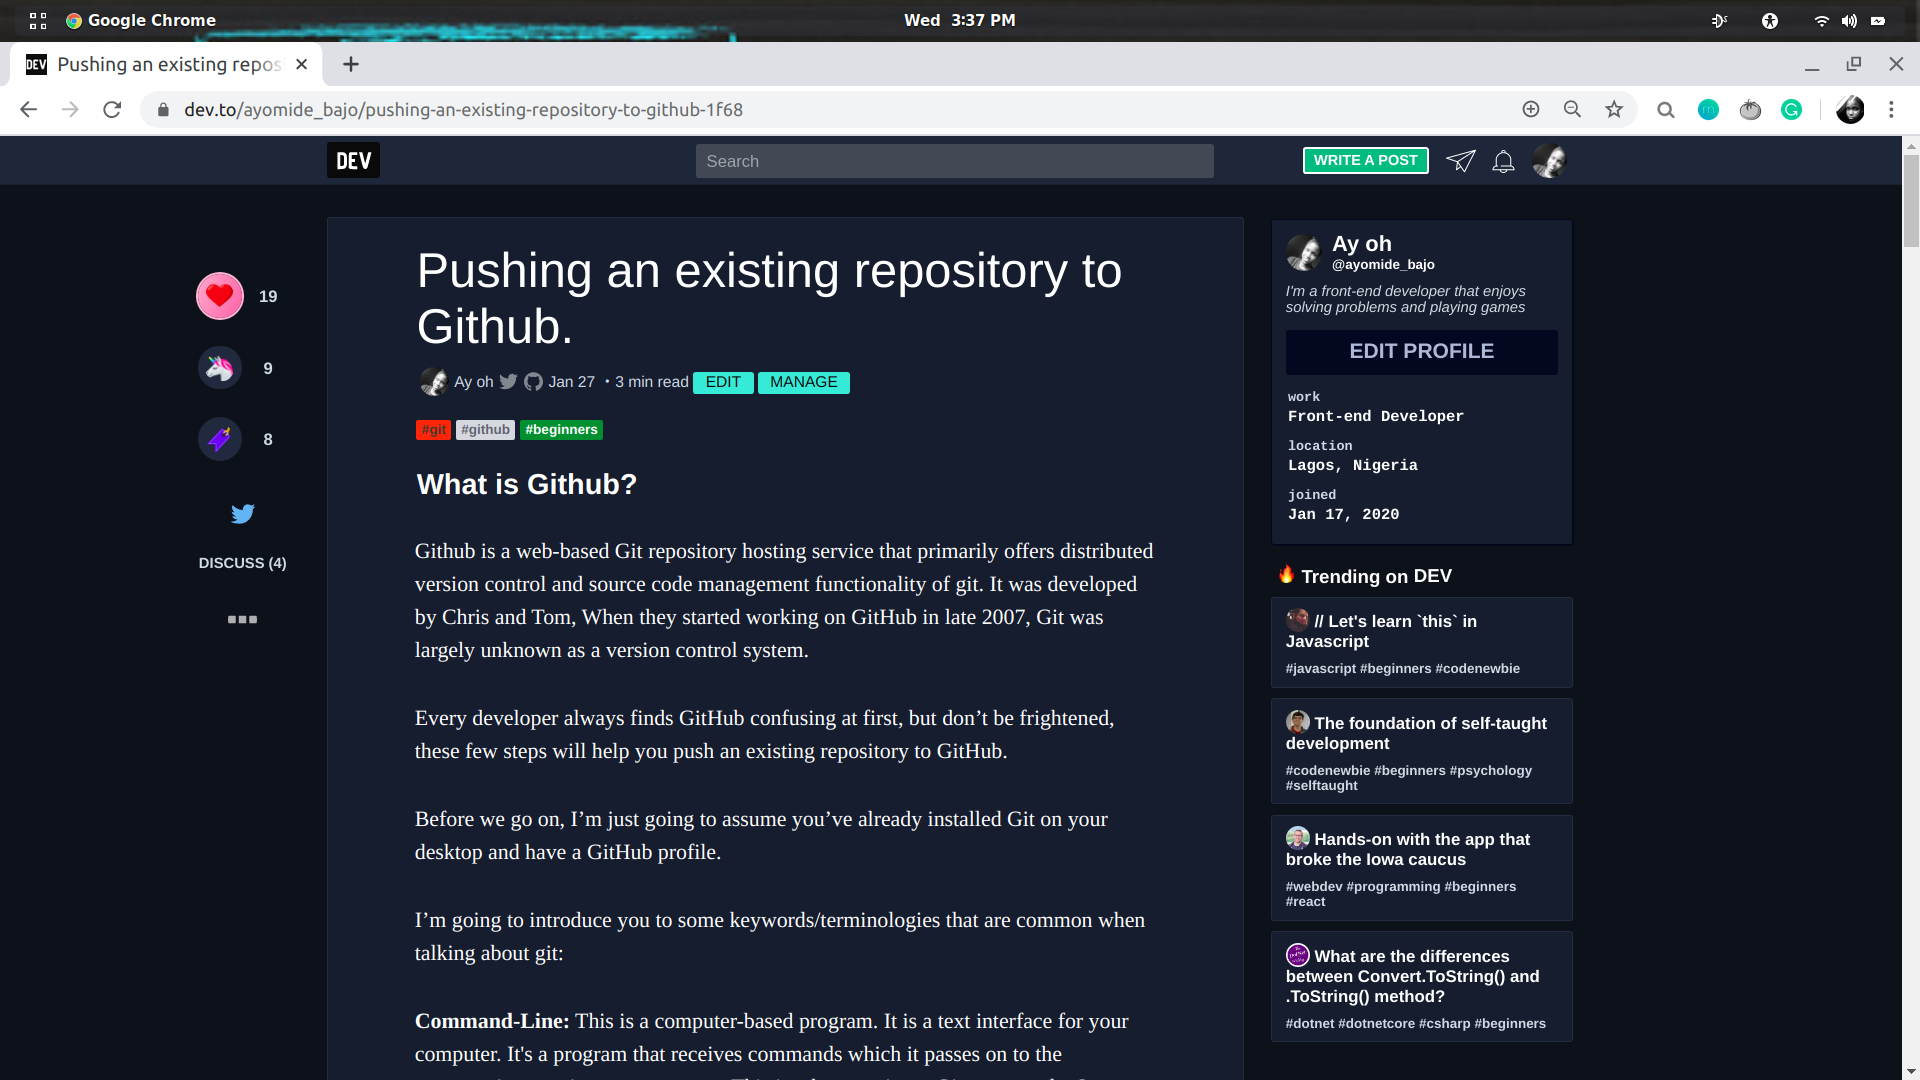 Google Chrome
Wed 3:37 PM
DEV Pushing an existing repos
dev.to/ayomide_bajo/pushing-an-existing-repository-to-github-1f68
DEV
Search
WRITE A POST
19
9
8
DISCUSS (4)
Pushing an existing repository to
Github.
Ay oh Jan 27 • 3 min read EDIT MANAGE
#git #github #beginners
What is Github?
Github is a web-based Git repository hosting service that primarily offers distributed
version control and source code management functionality of git. It was developed
by Chris and Tom, When they started working on GitHub in late 2007, Git was
largely unknown as a version control system.
Every developer always finds GitHub confusing at first, but don’t be frightened,
these few steps will help you push an existing repository to GitHub.
Before we go on, I’m just going to assume you’ve already installed Git on your
desktop and have a GitHub profile.
I’m going to introduce you to some keywords/terminologies that are common when
talking about git:
Command-Line: This is a computer-based program. It is a text interface for your
computer. It's a program that receives commands which it passes on to the
Ay oh
@ayomide_bajo
I'm a front-end developer that enjoys
solving problems and playing games
EDIT PROFILE
work
Front-end Developer
location
Lagos, Nigeria
joined
Jan 17, 2020
🔥 Trending on DEV
// Let's learn `this` in
Javascript
#javascript #beginners #codenewbie
The foundation of self-taught
development
#codenewbie #beginners #psychology
#selftaught
Hands-on with the app that
broke the Iowa caucus
#webdev #programming #beginners
#react
What are the differences
between Convert.ToString() and
.ToString() method?
#dotnet #dotnetcore #csharp #beginners